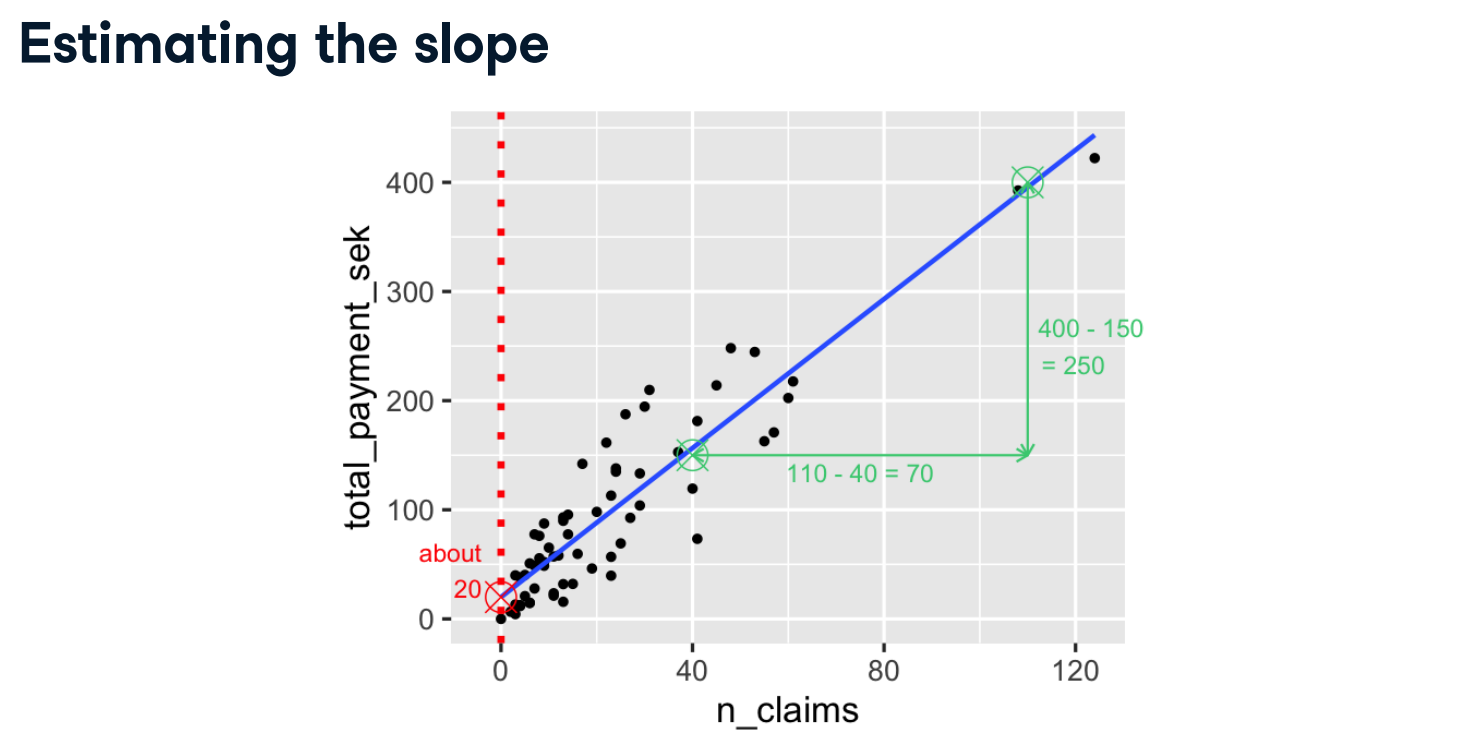 Estimating the slope
400
300
200
100
0
total_payment_sek
about
20
400 - 150
= 250
110 - 40 = 70
0
40
80
120
n_claims